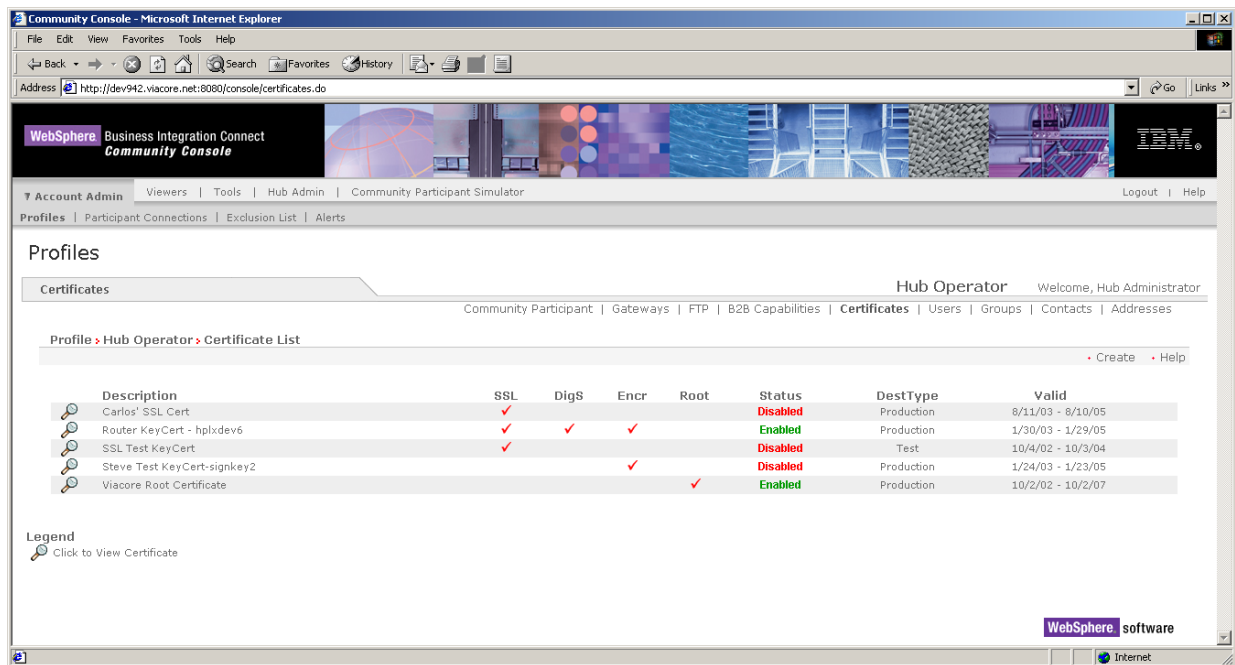 Community Console - Microsoft Internet Explorer
File Edit View Favorites Tools Help
Back Search Favorites History
Address http://dev942.viacore.net:8080/console/certificates.do Go Links »
WebSphere. Business Integration Connect
Community Console
IBM®
Account Admin Viewers | Tools | Hub Admin | Community Participant Simulator Logout | Help
Profiles | Participant Connections | Exclusion List | Alerts
Profiles
Certificates Hub Operator Welcome, Hub Administrator
Community Participant | Gateways | FTP | B2B Capabilities | Certificates | Users | Groups | Contacts | Addresses
Profile › Hub Operator › Certificate List
• Create • Help
Description SSL DigS Encr Root Status DestType Valid
Carlos' SSL Cert ✓ Disabled Production 8/11/03 - 8/10/05
Router KeyCert - hplxdev6 ✓ ✓ ✓ Enabled Production 1/30/03 - 1/29/05
SSL Test KeyCert ✓ Disabled Test 10/4/02 - 10/3/04
Steve Test KeyCert-signkey2 ✓ Disabled Production 1/24/03 - 1/23/05
Viacore Root Certificate ✓ Enabled Production 10/2/02 - 10/2/07
Legend
Click to View Certificate
WebSphere. software
Internet